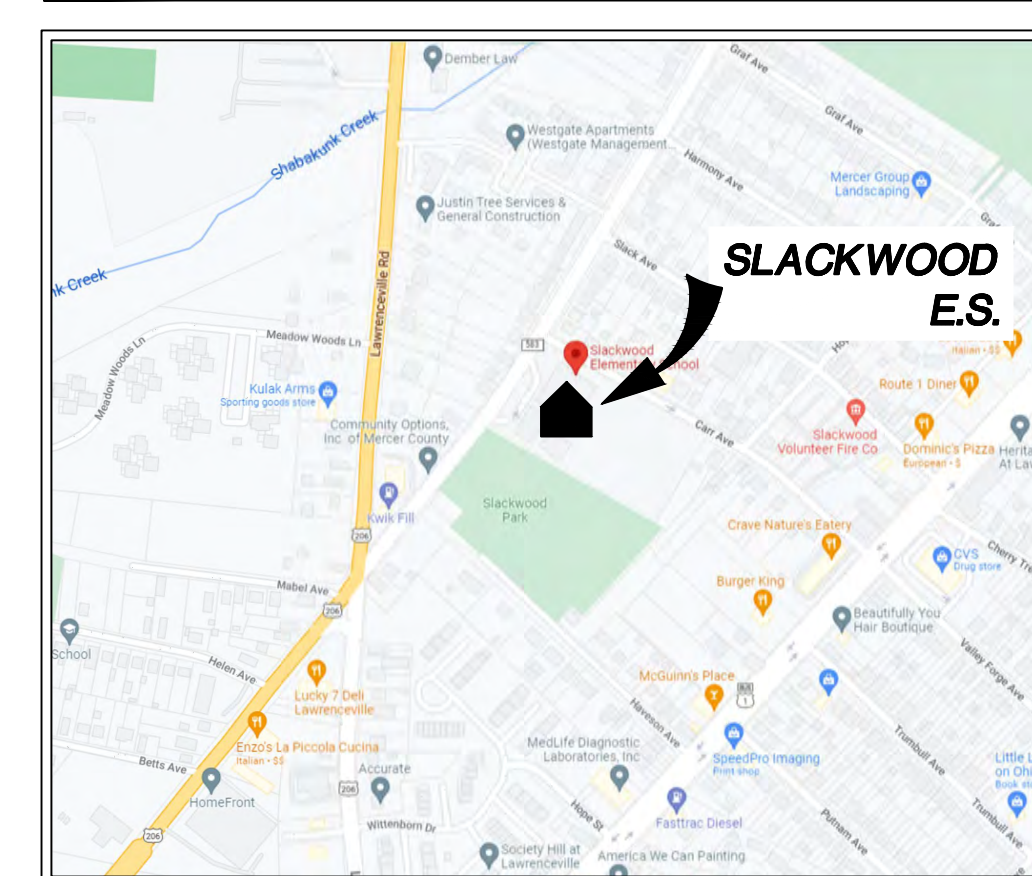 Dember Law
Graf Ave
Graf Ave
Shabakunk Creek
Westgate Apartments
(Westgate Management...
Harmony Ave
Mercer Group
Landscaping
Justin Tree Services &
General Construction
Slack Ave
SLACKWOOD
E.S.
Lawrenceville Rd
Meadow Woods Ln
Meadow Woods Ln
583
Slackwood
Elementary School
Italian • $$
Route 1 Diner
Kulak Arms
Sporting goods store
Community Options,
Inc of Mercer County
Carr Ave
Slackwood
Volunteer Fire Co
Dominic's Pizza
European • $
Kwik Fill
Slackwood
Park
Crave Nature's Eatery
206
CVS
Drug store
Mabel Ave
206
Burger King
Beautifully You
Hair Boutique
School
Helen Ave
Valley Forge Ave
McGuinn's Place
1
Lucky 7 Deli
Lawrenceville
Haveson Ave
Enzo's La Piccola Cucina
Italian • $$
MedLife Diagnostic
Laboratories, Inc
SpeedPro Imaging
Print shop
Trumbull Ave
Betts Ave
Accurate
HomeFront
206
Hope St
Fasttrac Diesel
Putnam Ave
Trumbull Ave
206
Wittenborn Dr
Society Hill at
Lawrenceville
America We Can Painting